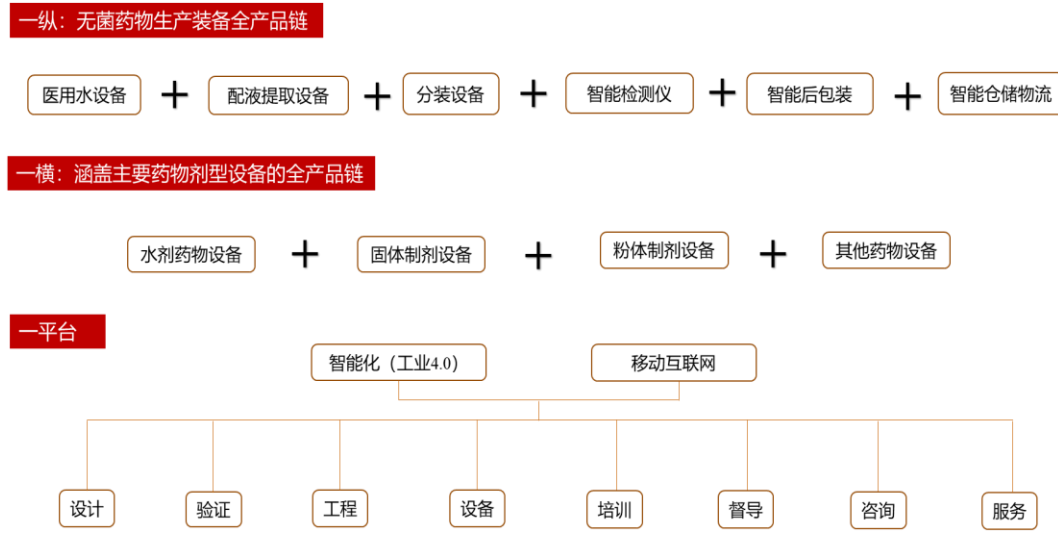 一纵：无菌药物生产装备全产品链
医用水设备 + 配液提取设备 + 分装设备 + 智能检测仪 + 智能后包装 + 智能仓储物流
一横：涵盖主要药物剂型设备的全产品链
水剂药物设备 + 固体制剂设备 + 粉体制剂设备 + 其他药物设备
一平台
智能化（工业4.0） 移动互联网
设计 验证 工程 设备 培训 督导 咨询 服务